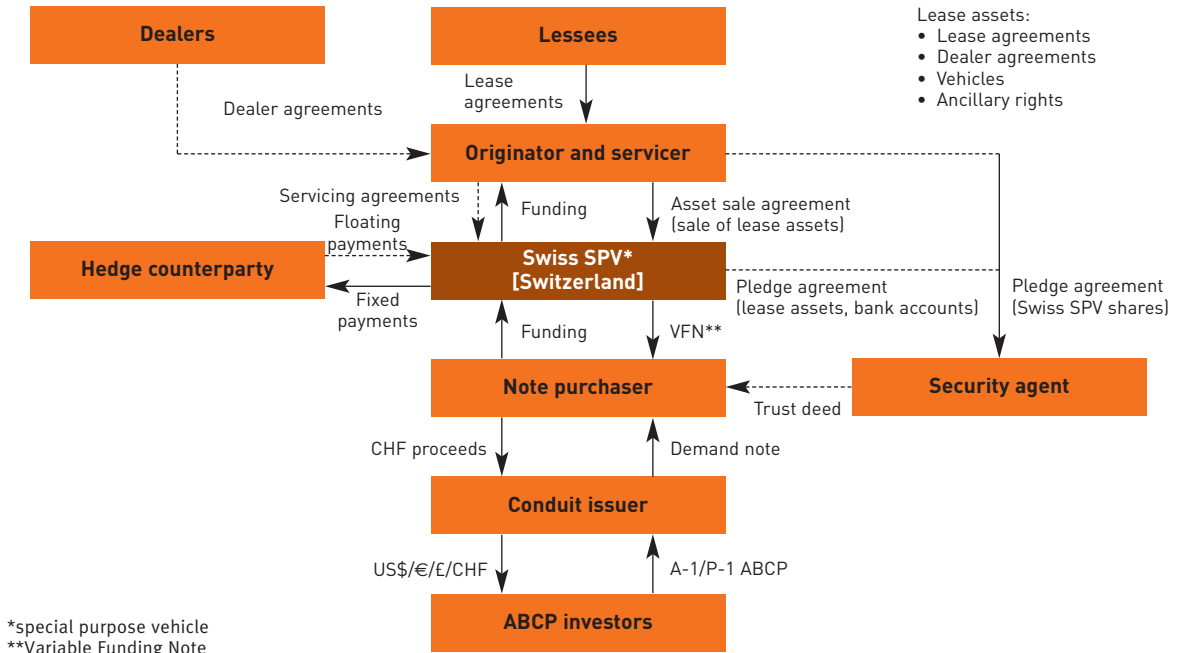 Dealers
Lessees
Lease assets:
• Lease agreements
• Dealer agreements
• Vehicles
• Ancillary rights
Lease
agreements
Dealer agreements
Originator and servicer
Servicing agreements
Funding
Asset sale agreement
(sale of lease assets)
Floating
payments
Hedge counterparty
Swiss SPV*
[Switzerland]
Fixed
payments
Pledge agreement
(lease assets, bank accounts)
Pledge agreement
(Swiss SPV shares)
Funding
VFN**
Note purchaser
Security agent
Trust deed
CHF proceeds
Demand note
Conduit issuer
US$/€/£/CHF
A-1/P-1 ABCP
ABCP investors
*special purpose vehicle
**Variable Funding Note